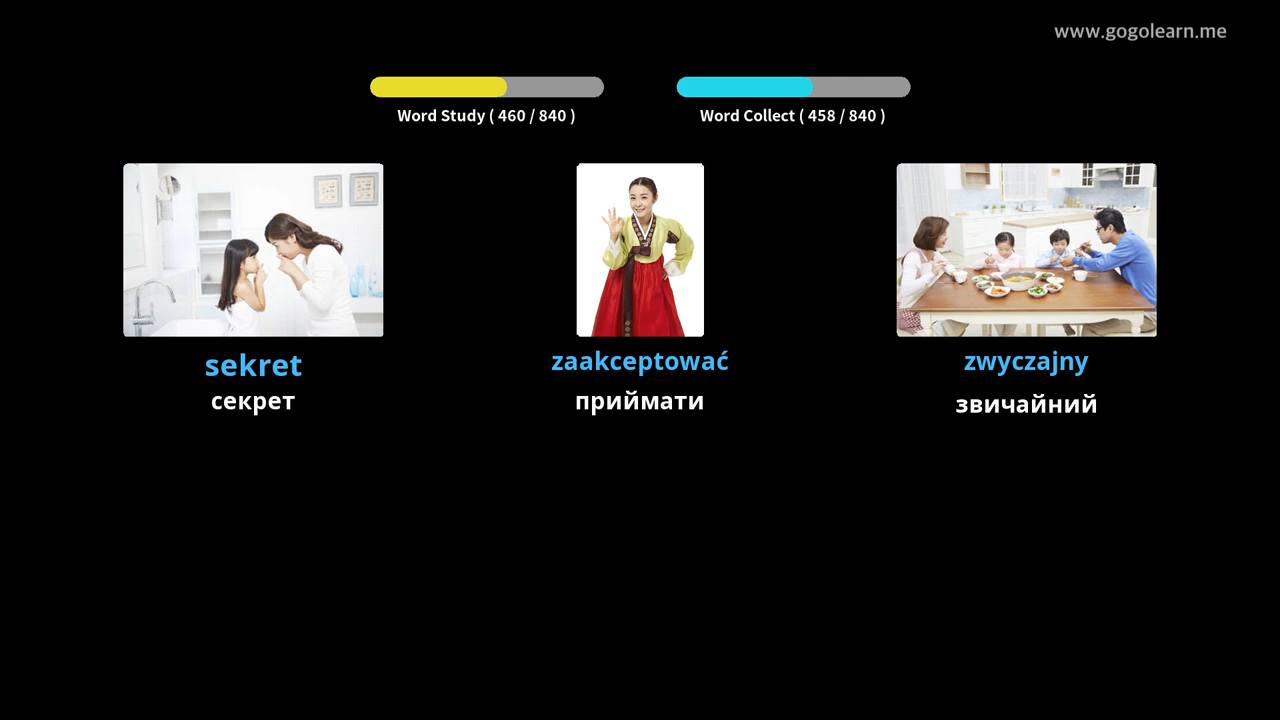 www.gogolearn.me
Word Study ( 460 / 840 )
Word Collect ( 458 / 840 )
sekret
секрет
zaakceptować
приймати
zwyczajny
звичайний